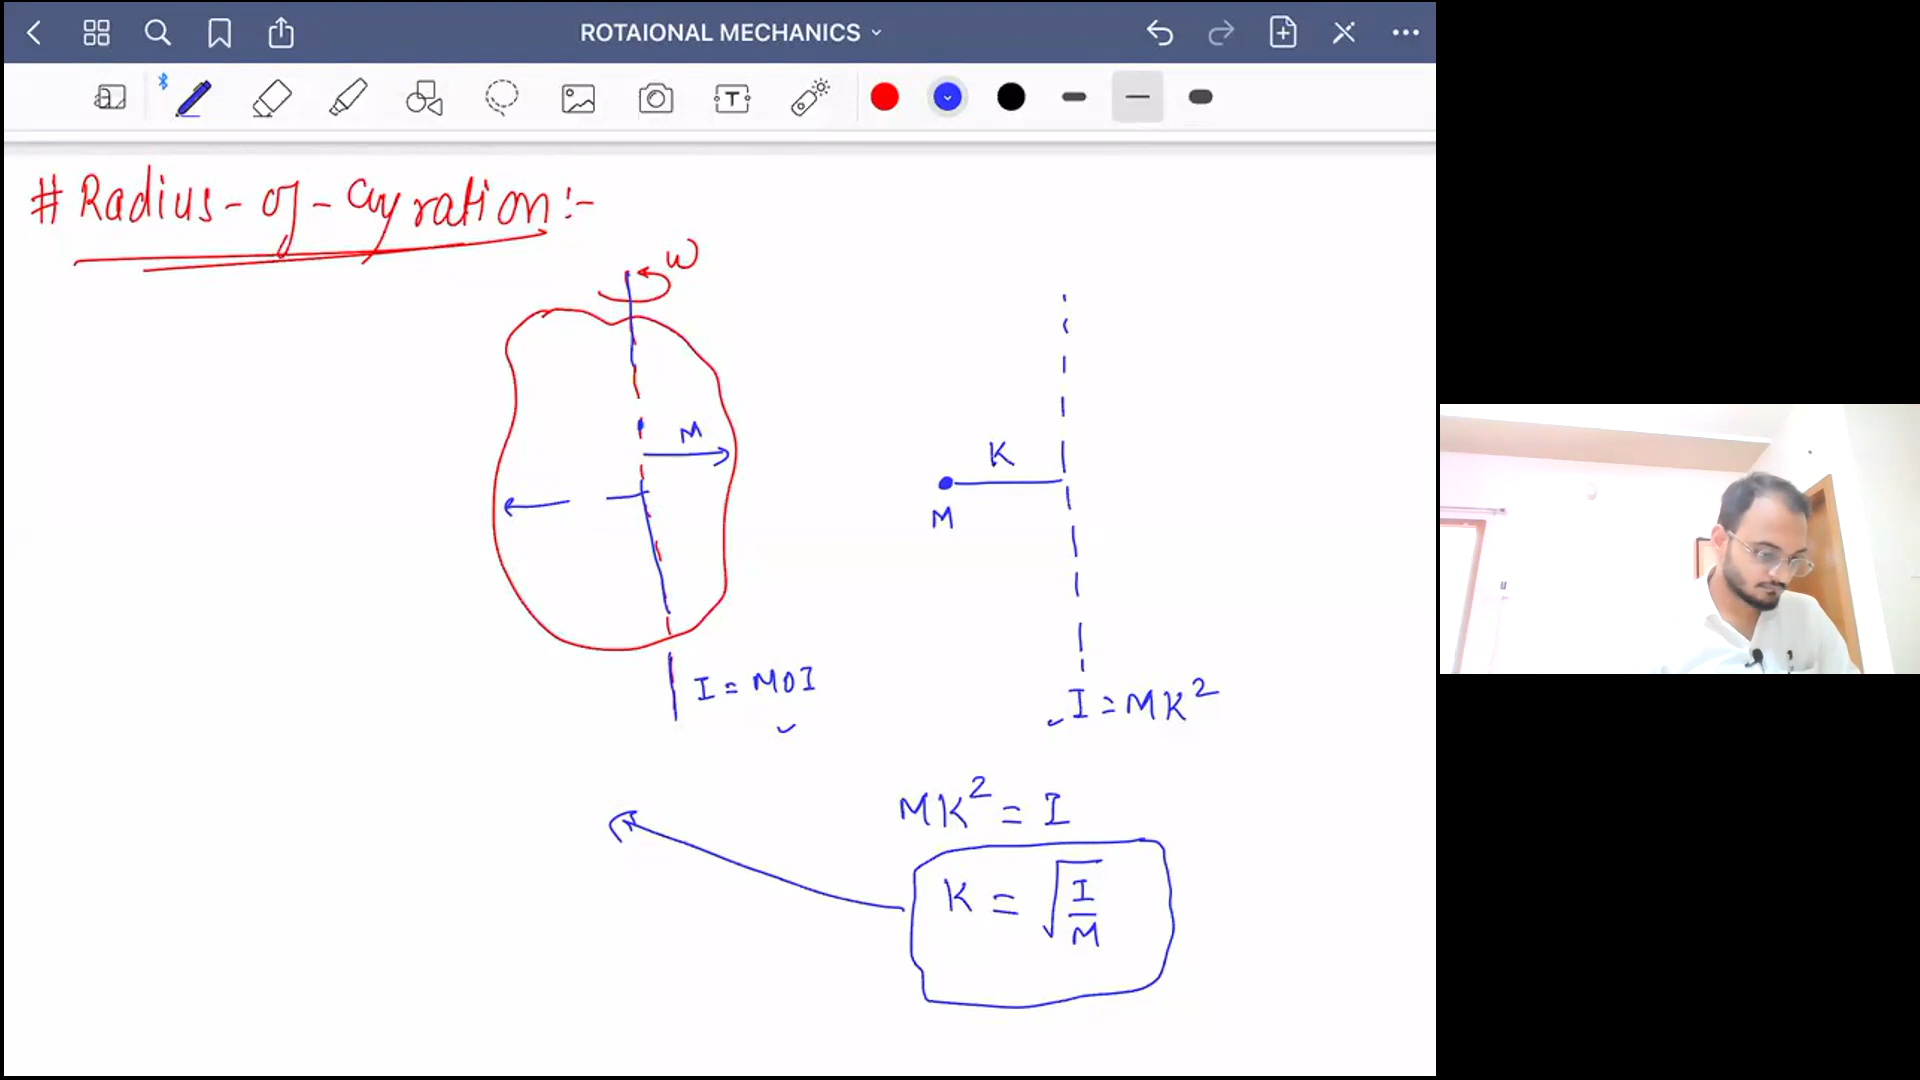 ROTAIONAL MECHANICS
# Radius-of-Gyration:-
ω
M
K
M
I = MOI
I = MK²
MK² = I
K = √(I/M)